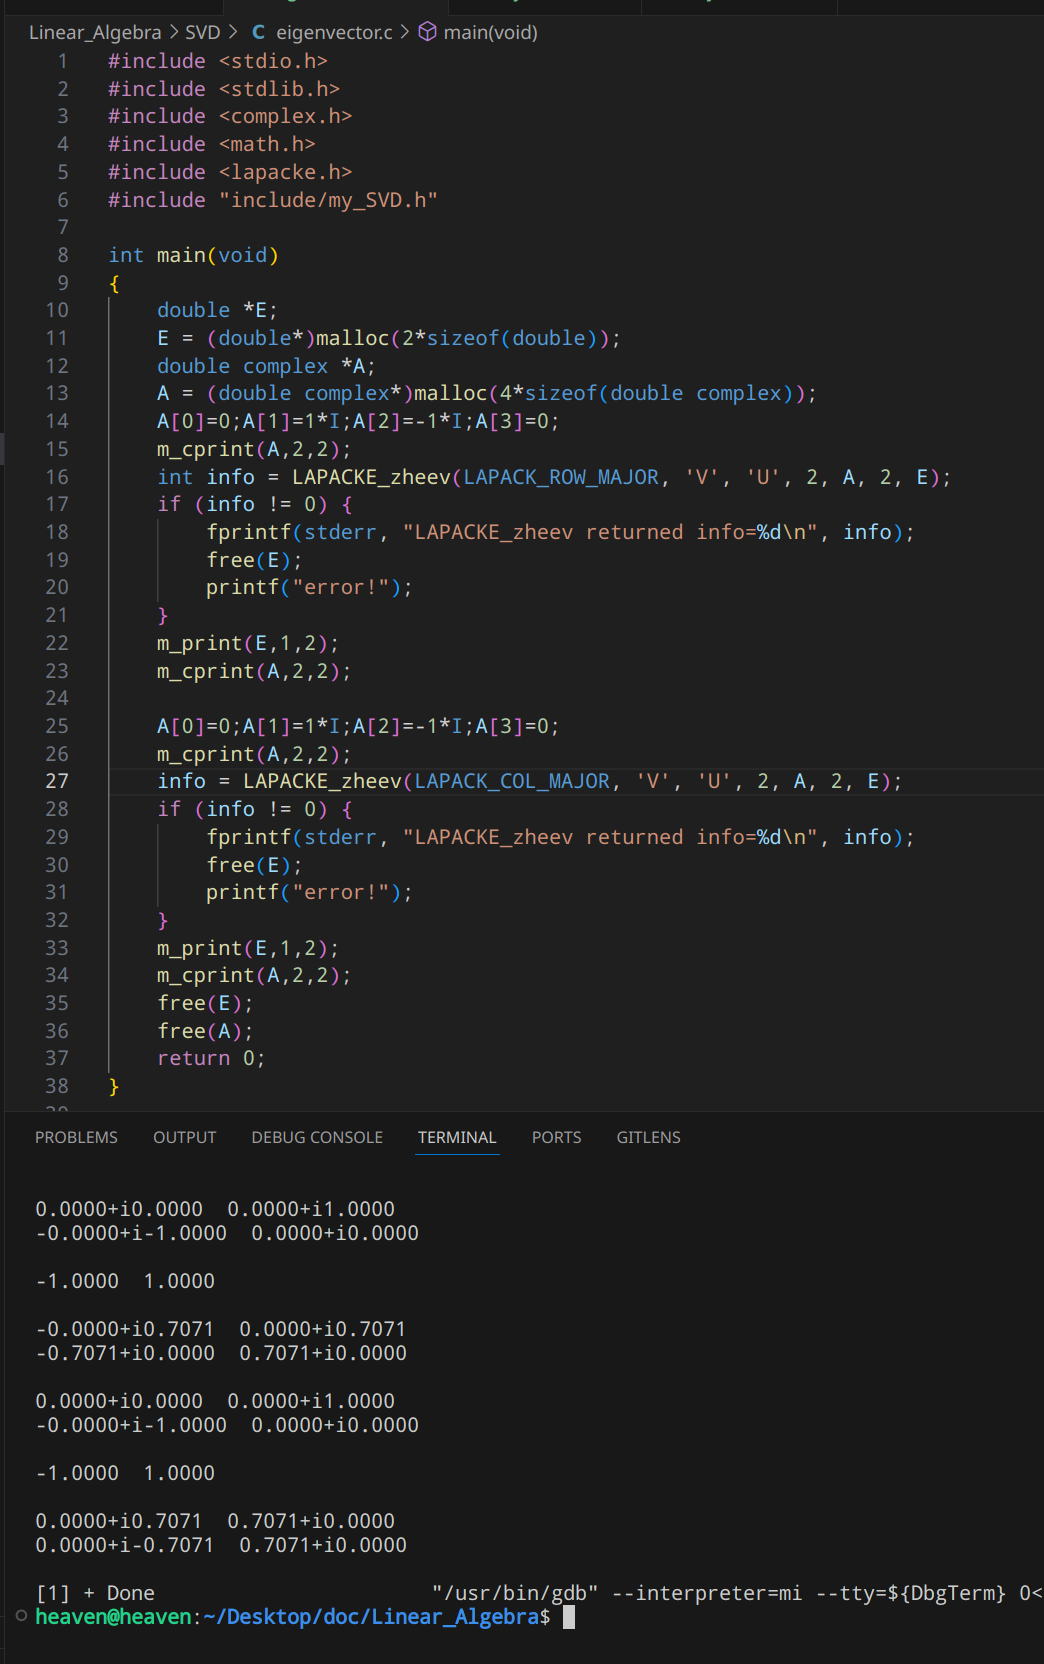 Linear_Algebra > SVD > C eigenvector.c > main(void)
1 #include <stdio.h>
2 #include <stdlib.h>
3 #include <complex.h>
4 #include <math.h>
5 #include <lapacke.h>
6 #include "include/my_SVD.h"
7
8 int main(void)
9 {
10     double *E;
11     E = (double*)malloc(2*sizeof(double));
12     double complex *A;
13     A = (double complex*)malloc(4*sizeof(double complex));
14     A[0]=0;A[1]=1*I;A[2]=-1*I;A[3]=0;
15     m_cprint(A,2,2);
16     int info = LAPACKE_zheev(LAPACK_ROW_MAJOR, 'V', 'U', 2, A, 2, E);
17     if (info != 0) {
18         fprintf(stderr, "LAPACKE_zheev returned info=%d\n", info);
19         free(E);
20         printf("error!");
21     }
22     m_print(E,1,2);
23     m_cprint(A,2,2);
24
25     A[0]=0;A[1]=1*I;A[2]=-1*I;A[3]=0;
26     m_cprint(A,2,2);
27     info = LAPACKE_zheev(LAPACK_COL_MAJOR, 'V', 'U', 2, A, 2, E);
28     if (info != 0) {
29         fprintf(stderr, "LAPACKE_zheev returned info=%d\n", info);
30         free(E);
31         printf("error!");
32     }
33     m_print(E,1,2);
34     m_cprint(A,2,2);
35     free(E);
36     free(A);
37     return 0;
38 }
PROBLEMS OUTPUT DEBUG CONSOLE TERMINAL PORTS GITLENS
0.0000+i0.0000  0.0000+i1.0000
-0.0000+i-1.0000  0.0000+i0.0000
-1.0000  1.0000
-0.0000+i0.7071  0.0000+i0.7071
-0.7071+i0.0000  0.7071+i0.0000
0.0000+i0.0000  0.0000+i1.0000
-0.0000+i-1.0000  0.0000+i0.0000
-1.0000  1.0000
0.0000+i0.7071  0.7071+i0.0000
0.0000+i-0.7071  0.7071+i0.0000
[1] + Done "/usr/bin/gdb" --interpreter=mi --tty=${DbgTerm} 0<
heaven@heaven:~/Desktop/doc/Linear_Algebra$